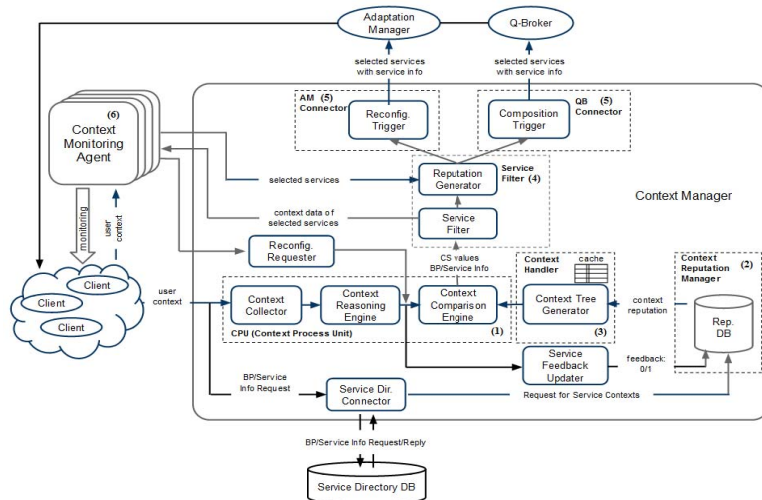 Adaptation
Manager
Q-Broker
selected services
with service info
selected services
with service info
AM (5)
Connector
Reconfig.
Trigger
QB (5)
Connector
Composition
Trigger
(6)
Context
Monitoring
Agent
selected services
Reputation
Generator
Service
Filter (4)
Context Manager
context data of
selected services
Service
Filter
monitoring
user
context
Reconfig.
Requester
CS values
BP/Service Info
Context
Handler
cache
Context (2)
Reputation
Manager
Client
Client
Client
user
context
Context
Collector
Context
Reasoning
Engine
Context
Comparison
Engine
Context Tree
Generator
context
reputation
Rep.
DB
CPU (Context Process Unit)
(1)
(3)
Service
Feedback
Updater
feedback:
0/1
BP/Service
Info Request
Service Dir.
Connector
Request for Service Contexts
BP/Service Info Request/Reply
Service Directory DB